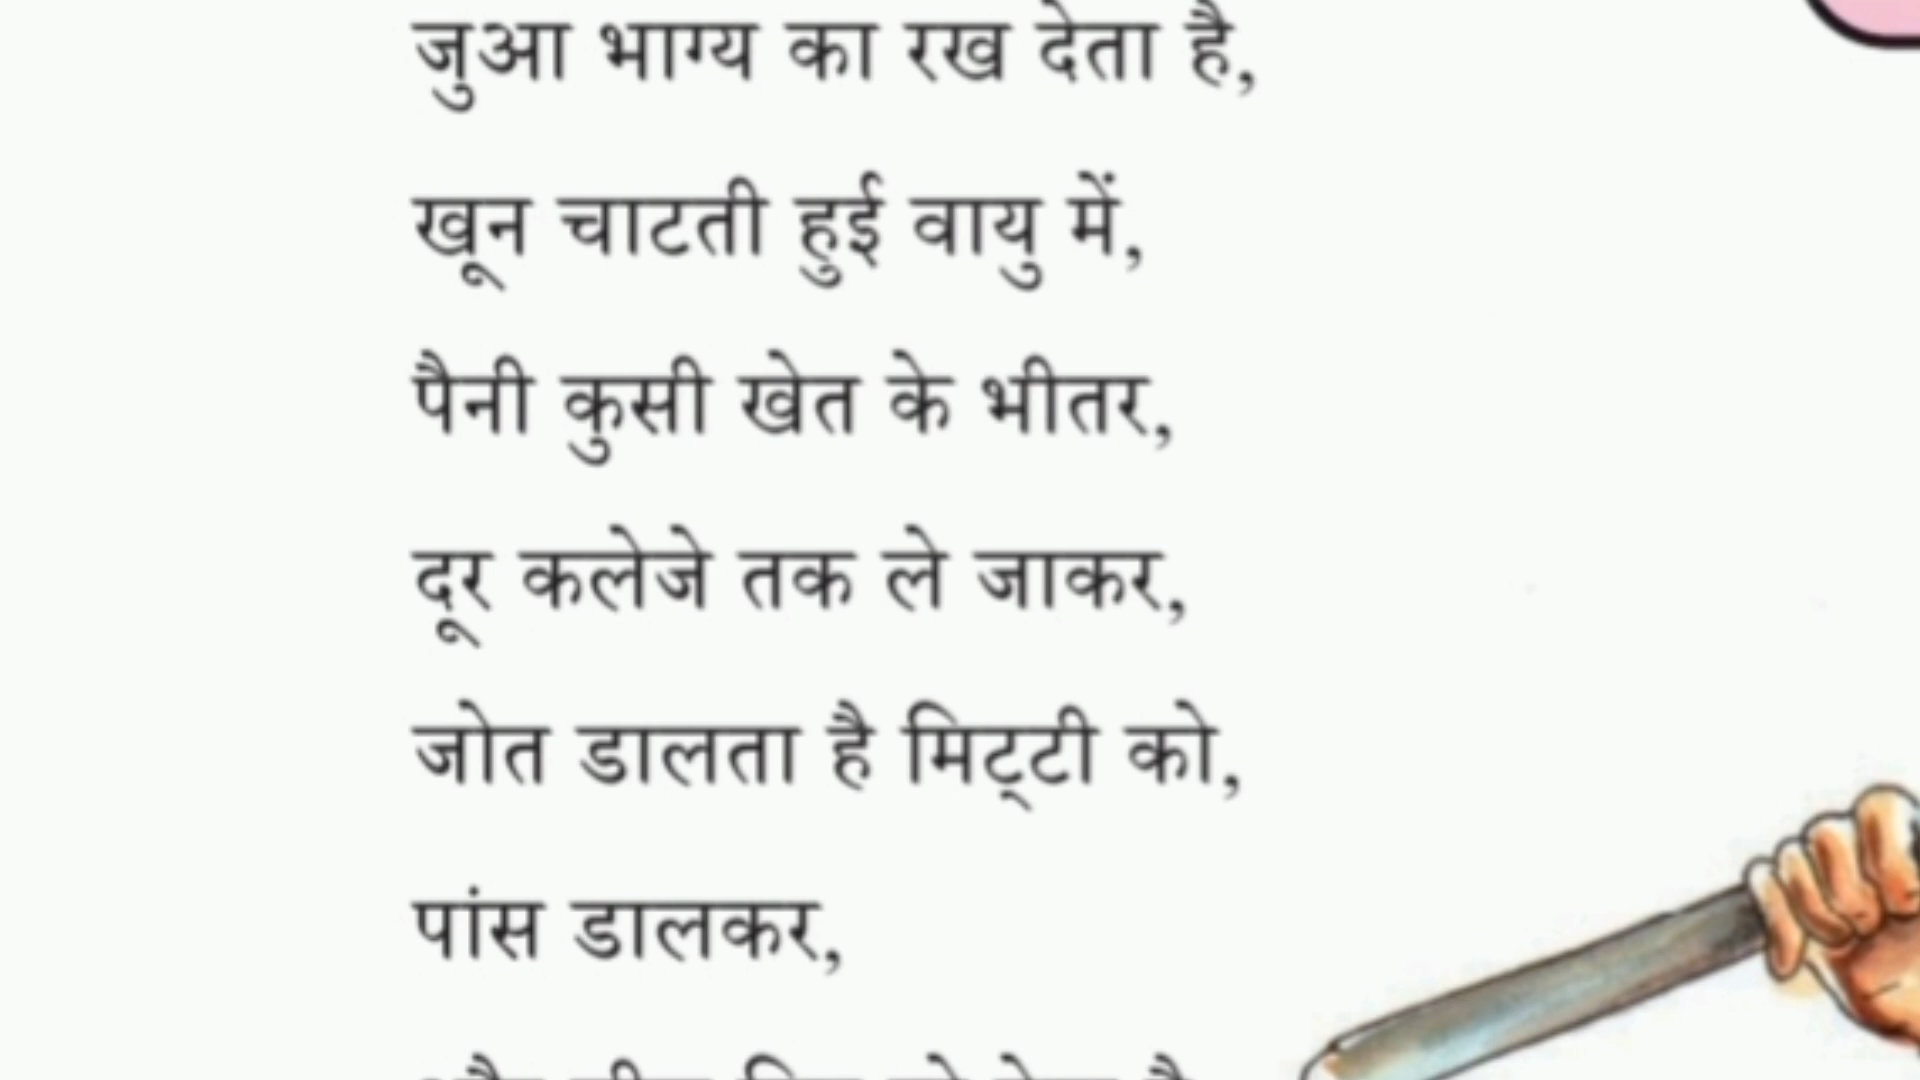 जुआ भाग्य का रख देता है,
खून चाटती हुई वायु में,
पैनी कुसी खेत के भीतर,
दूर कलेजे तक ले जाकर,
जोत डालता है मिट्‌टी को,
पांस डालकर,